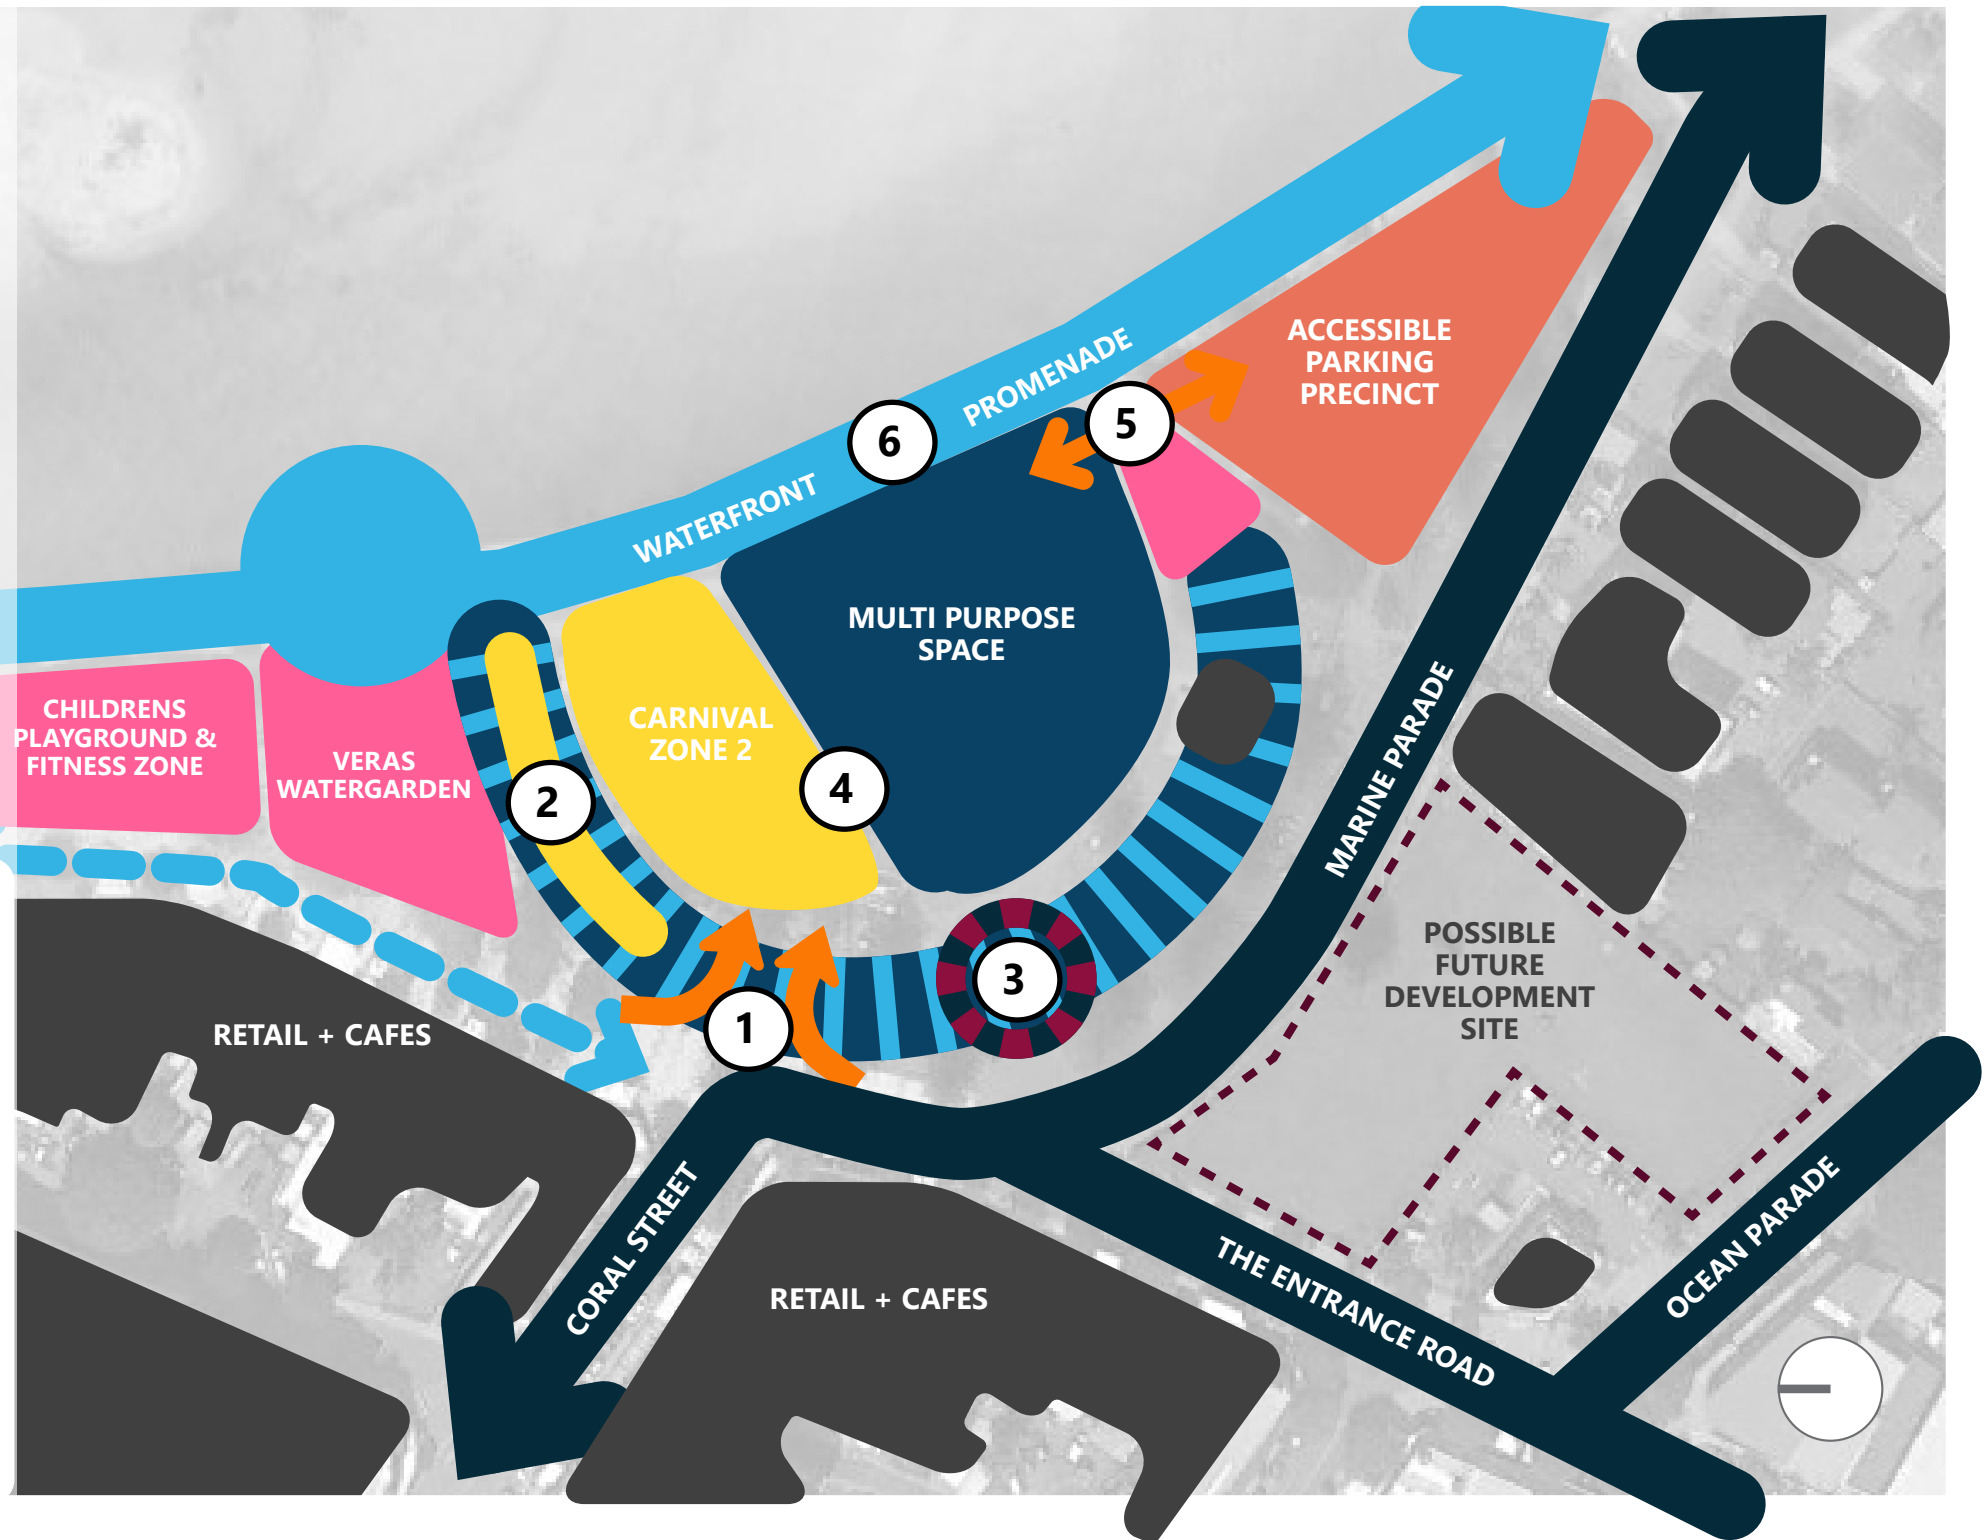 ACCESSIBLE
PARKING
PRECINCT
PROMENADE
5
6
WATERFRONT
MULTI PURPOSE
SPACE
CHILDRENS
PLAYGROUND &
FITNESS ZONE
VERAS
WATERGARDEN
CARNIVAL
ZONE 2
2
4
MARINE PARADE
POSSIBLE
FUTURE
DEVELOPMENT
SITE
3
1
RETAIL + CAFES
CORAL STREET
RETAIL + CAFES
THE ENTRANCE ROAD
OCEAN PARADE